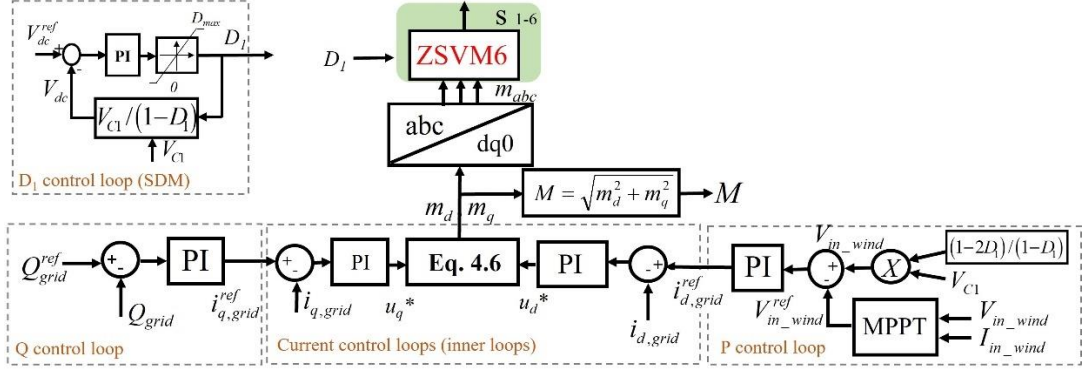 V_dc^ref
+
-
PI
D_max
0
D_1
V_dc
V_C1/(1−D_1)
V_C1
D_1 control loop (SDM)
S 1-6
D_1
ZSVM6
m_abc
abc
dq0
m_d, m_q
M = √(m_d^2 + m_q^2)
M
Q_grid^ref
+
-
PI
Q_grid
i_q,grid^ref
Q control loop
+
-
PI
i_q,grid
u_q*
Eq. 4.6
u_d*
PI
-
+
i_d,grid^ref
i_d,grid
Current control loops (inner loops)
PI
V_in_wind
+
-
X
(1−2D_1)/(1−D_1)
V_C1
V_in_wind^ref
MPPT
V_in_wind
I_in_wind
P control loop